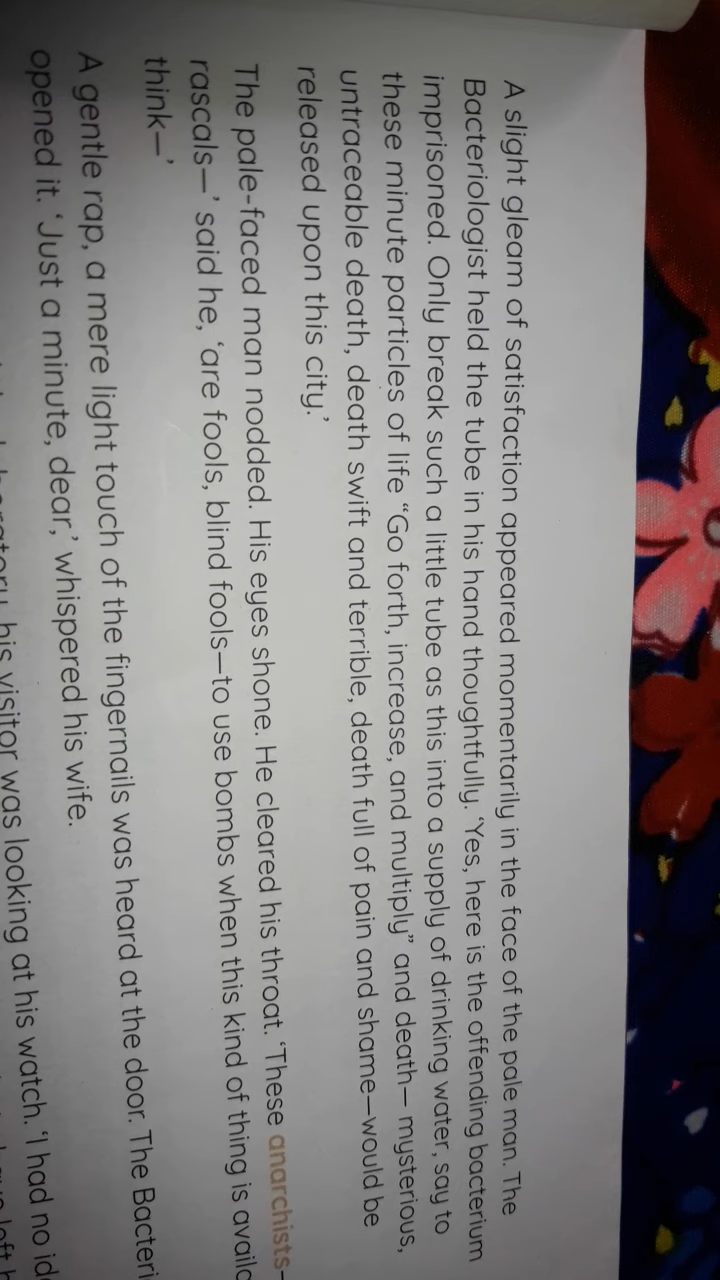 A slight gleam of satisfaction appeared momentarily in the face of the pale man. The
Bacteriologist held the tube in his hand thoughtfully. 'Yes, here is the offending bacterium
imprisoned. Only break such a little tube as this into a supply of drinking water, say to
these minute particles of life "Go forth, increase, and multiply" and death— mysterious,
untraceable death, death swift and terrible, death full of pain and shame—would be
released upon this city.'
The pale-faced man nodded. His eyes shone. He cleared his throat. 'These anarchists—
rascals—' said he, 'are fools, blind fools—to use bombs when this kind of thing is
think—'
A gentle rap, a mere light touch of the fingernails was heard at the door. The
opened it. 'Just a minute, dear,' whispered his wife.
his visitor was looking at his watch. 'I had no